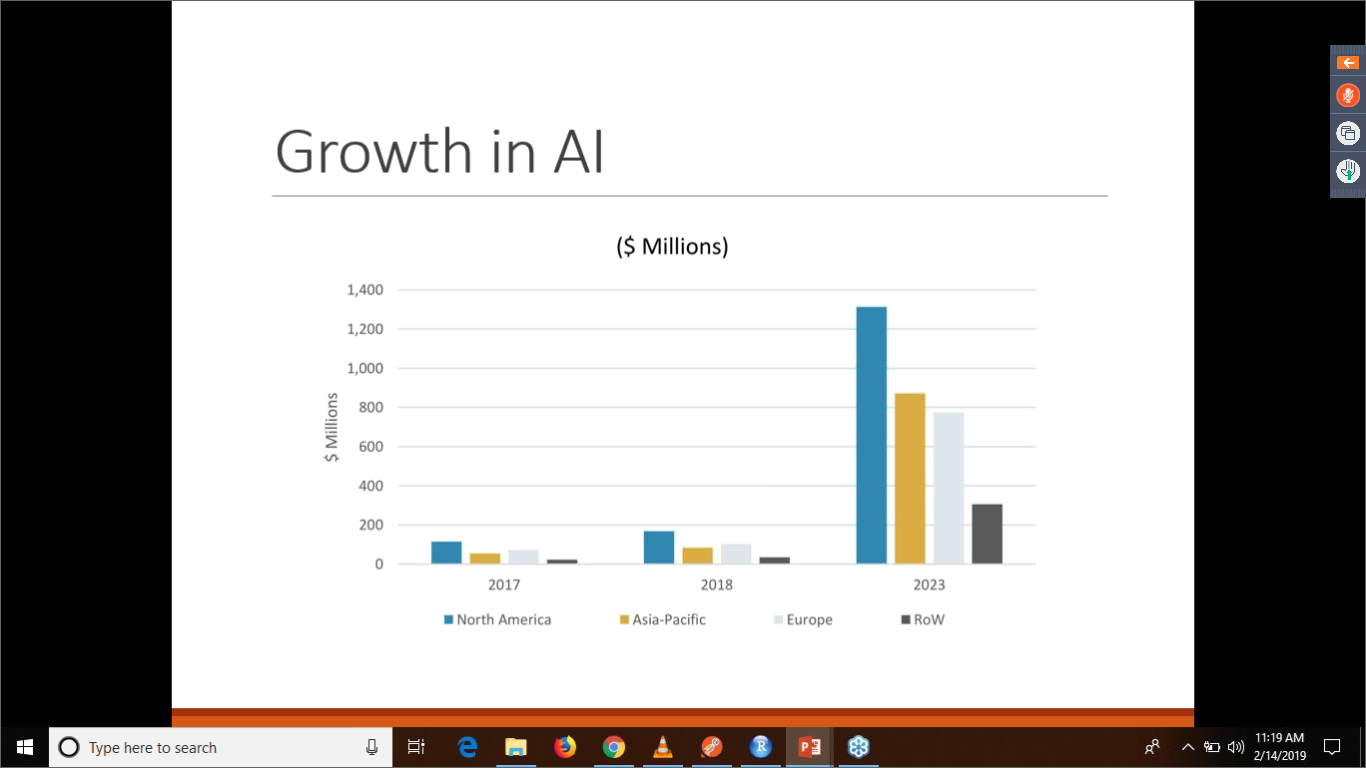 Growth in AI
($ Millions)
1,400
1,200
1,000
800
600
400
200
0
$ Millions
2017 2018 2023
North America Asia-Pacific Europe RoW
Type here to search
11:19 AM
2/14/2019